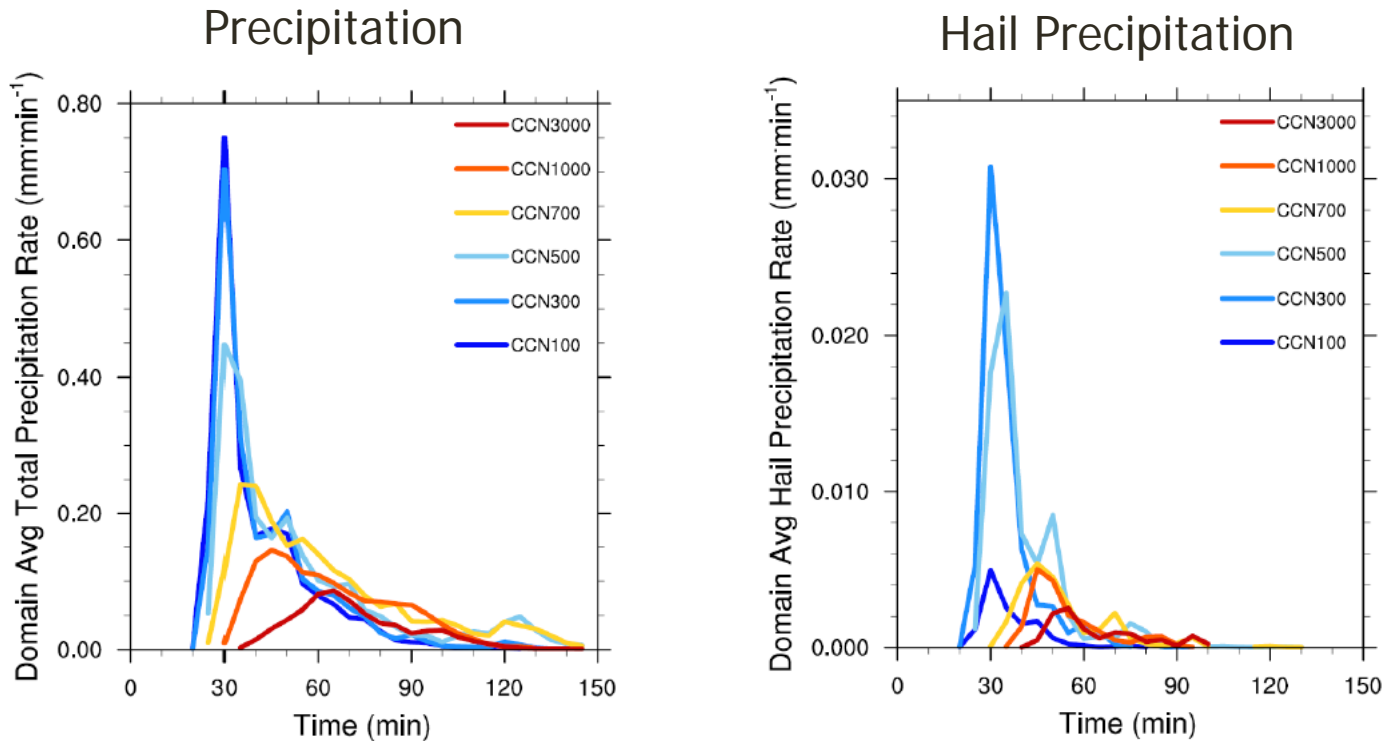 Precipitation
Domain Avg Total Precipitation Rate (mm·min⁻¹)
0.80
0.60
0.40
0.20
0.00
CCN3000
CCN1000
CCN700
CCN500
CCN300
CCN100
0 30 60 90 120 150
Time (min)
Hail Precipitation
Domain Avg Hail Precipitation Rate (mm·min⁻¹)
0.030
0.020
0.010
0.000
CCN3000
CCN1000
CCN700
CCN500
CCN300
CCN100
0 30 60 90 120 150
Time (min)